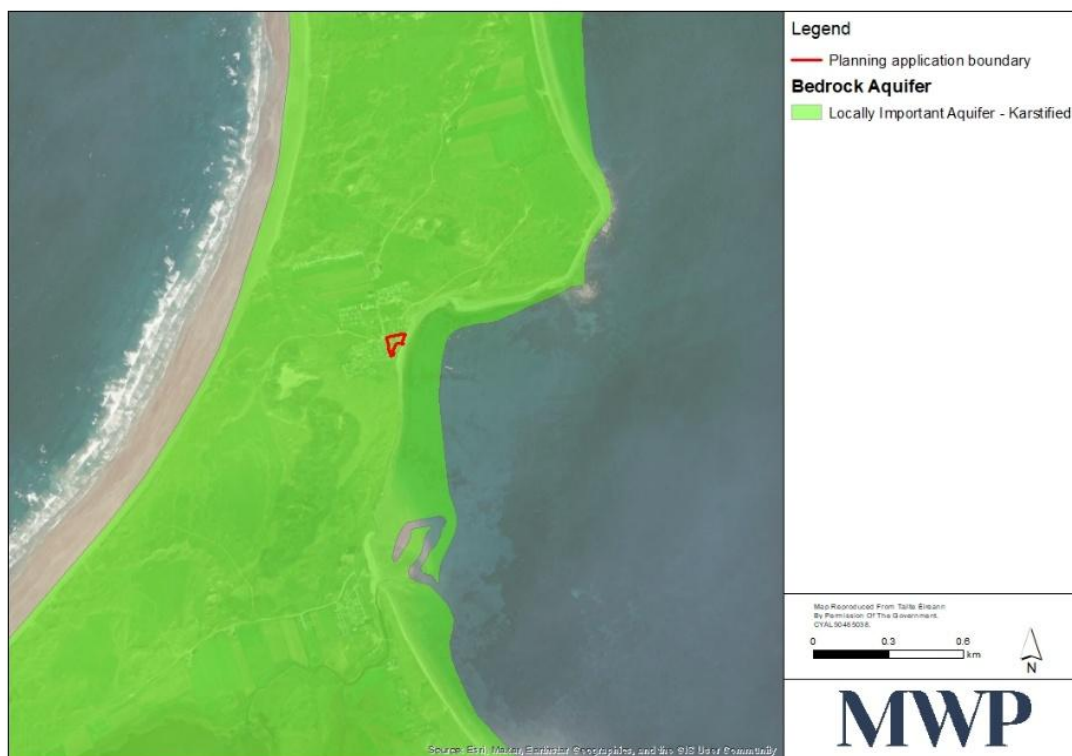 Legend
Planning application boundary
Bedrock Aquifer
Locally Important Aquifer - Karstified
Map Reproduced From Tailte Éireann
By Permission Of The Government.
0 0.3 0.6
km
N
MWP
Source: Esri, Maxar, Earthstar Geographics, and the GIS User Community